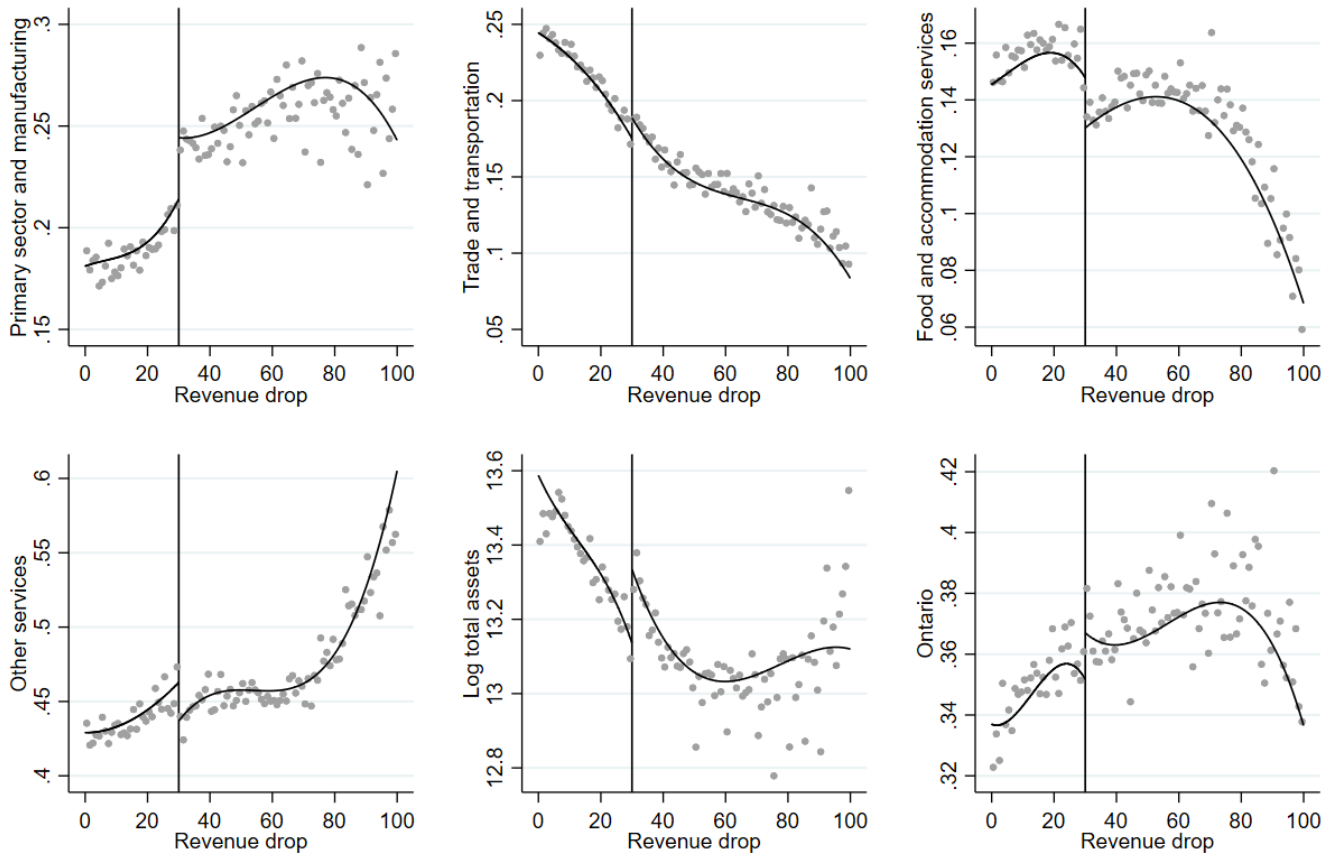 Primary sector and manufacturing
.3
.25
.2
.15
0 20 40 60 80 100
Revenue drop
Trade and transportation
.25
.2
.15
.1
.05
0 20 40 60 80 100
Revenue drop
Food and accommodation services
.16
.14
.12
.1
.08
.06
0 20 40 60 80 100
Revenue drop
Other services
.6
.55
.5
.45
.4
0 20 40 60 80 100
Revenue drop
Log total assets
13.6
13.4
13.2
13
12.8
0 20 40 60 80 100
Revenue drop
Ontario
.42
.4
.38
.36
.34
.32
0 20 40 60 80 100
Revenue drop